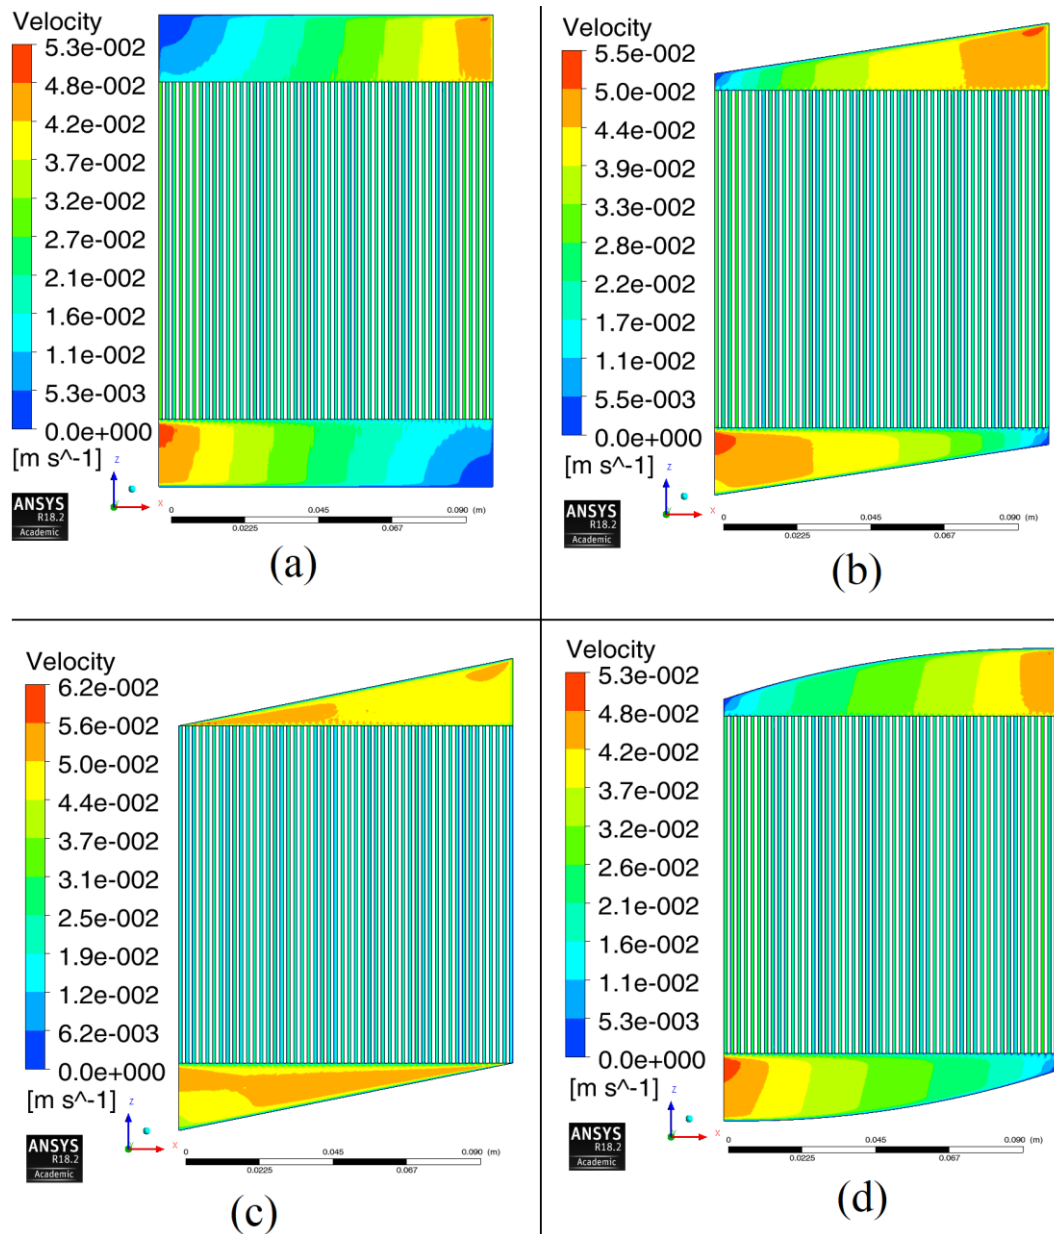 Velocity
5.3e-002
4.8e-002
4.2e-002
3.7e-002
3.2e-002
2.7e-002
2.1e-002
1.6e-002
1.1e-002
5.3e-003
0.0e+000
[m s^-1]
Z
Y
X
ANSYS
R18.2
Academic
0 0.045 0.090 (m)
0.0225 0.067
(a)
Velocity
5.5e-002
5.0e-002
4.4e-002
3.9e-002
3.3e-002
2.8e-002
2.2e-002
1.7e-002
1.1e-002
5.5e-003
0.0e+000
[m s^-1]
Z
Y
X
ANSYS
R18.2
Academic
0 0.045 0.090 (m)
0.0225 0.067
(b)
Velocity
6.2e-002
5.6e-002
5.0e-002
4.4e-002
3.7e-002
3.1e-002
2.5e-002
1.9e-002
1.2e-002
6.2e-003
0.0e+000
[m s^-1]
Z
Y
X
ANSYS
R18.2
Academic
0 0.045 0.090 (m)
0.0225 0.067
(c)
Velocity
5.3e-002
4.8e-002
4.2e-002
3.7e-002
3.2e-002
2.6e-002
2.1e-002
1.6e-002
1.1e-002
5.3e-003
0.0e+000
[m s^-1]
Z
Y
X
ANSYS
R18.2
Academic
0 0.045 0.090 (m)
0.0225 0.067
(d)